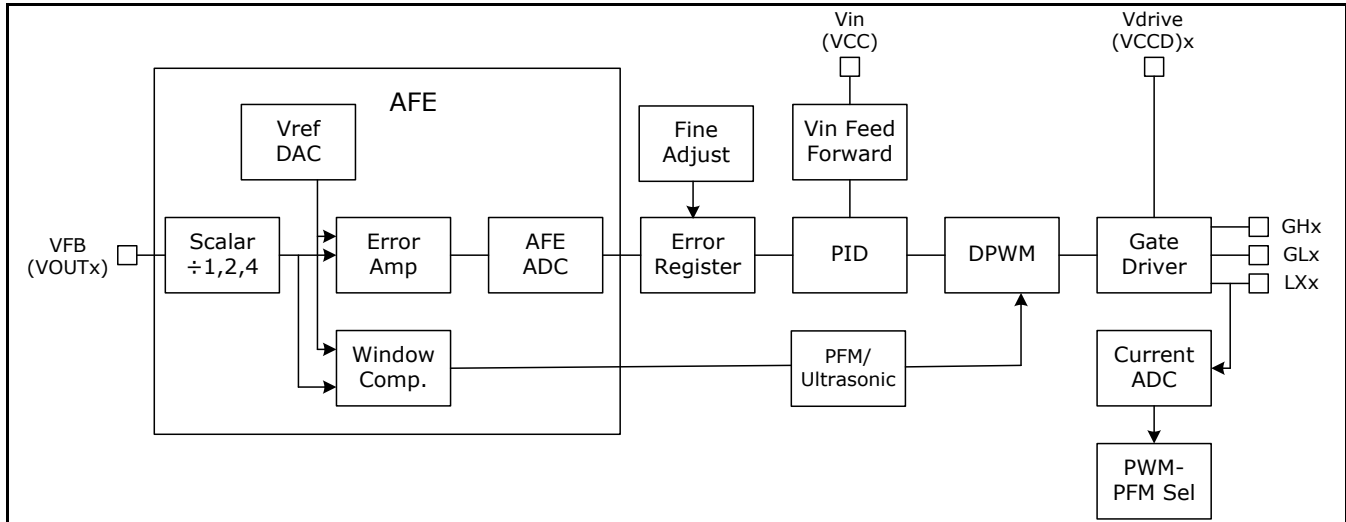 Vin
(VCC)
Vdrive
(VCCD)x
AFE
Vref
DAC
Fine
Adjust
Vin Feed
Forward
VFB
(VOUTx)
Scalar
÷1,2,4
Error
Amp
AFE
ADC
Error
Register
PID
DPWM
Gate
Driver
GHx
GLx
LXx
Window
Comp.
PFM/
Ultrasonic
Current
ADC
PWM-
PFM Sel